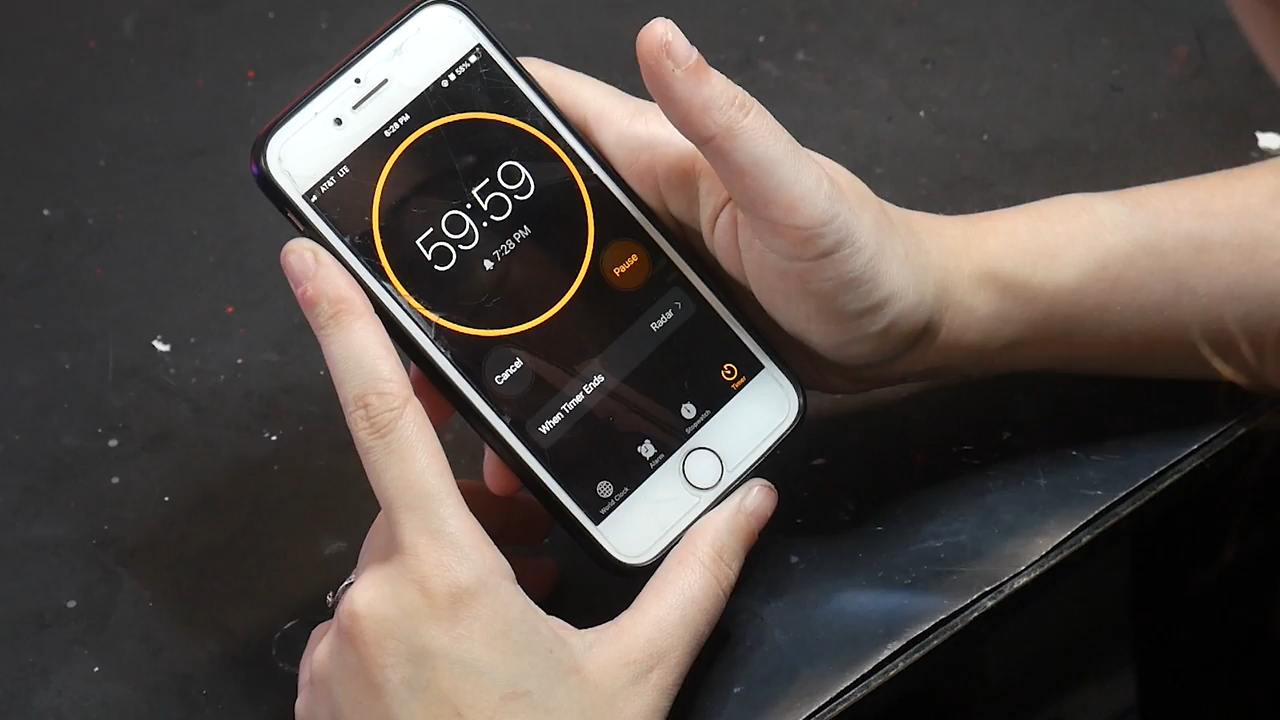 AT&T LTE
6:28 PM
58%
59:59
7:28 PM
Cancel
Pause
When Timer Ends
Radar
World Clock
Alarm
Stopwatch
Timer